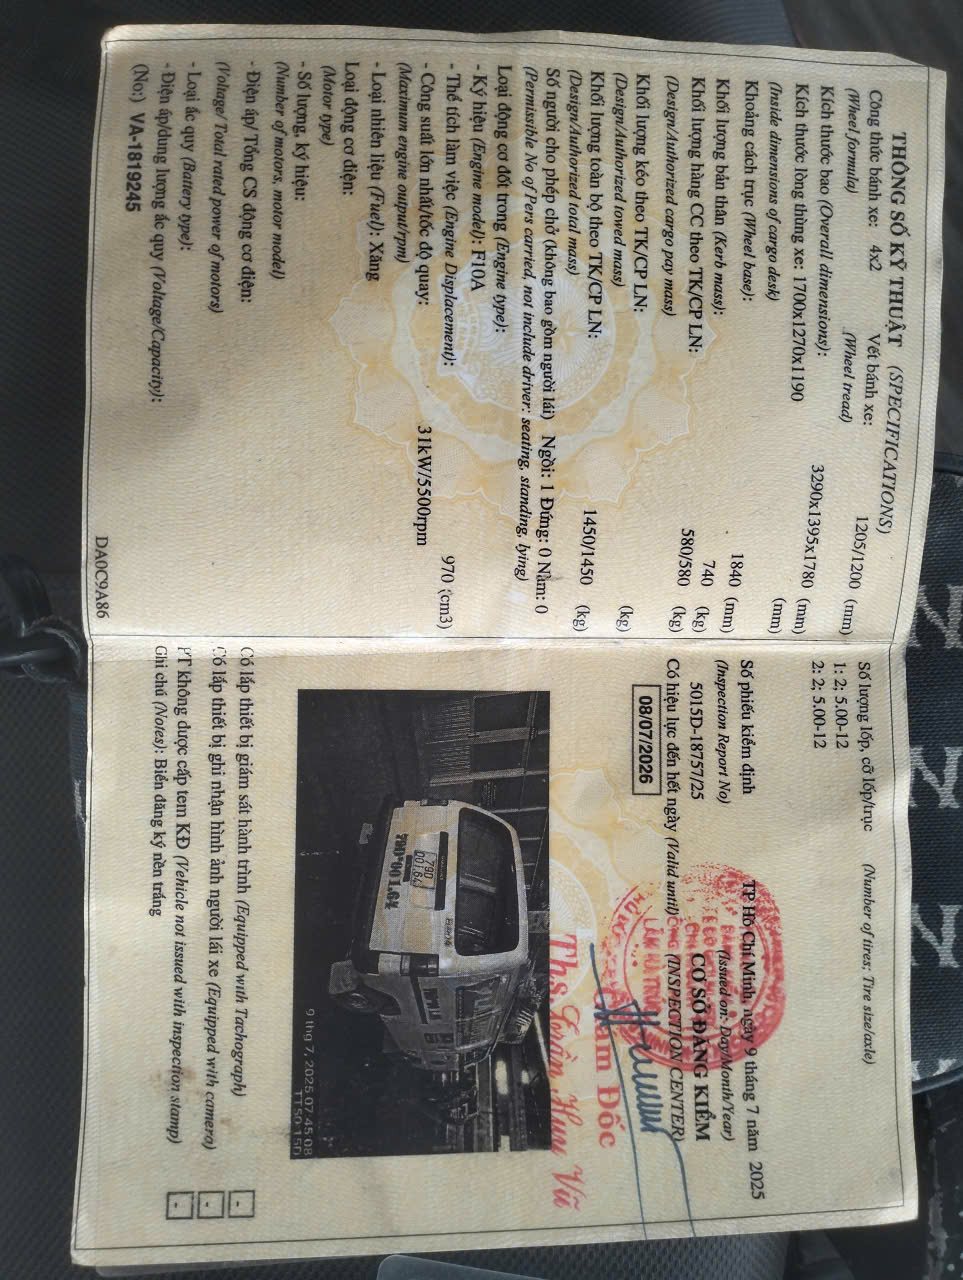 THÔNG SỐ KỸ THUẬT (SPECIFICATIONS)
Công thức bánh xe: 4x2 Vết bánh xe: 1205/1200 (mm)
(Wheel formula) (Wheel tread)
Kích thước bao (Overall dimensions): 3290x1395x1780 (mm)
Kích thước lòng thùng xe: 1700x1270x1190 (mm)
(Inside dimensions of cargo desk)
Khoảng cách trục (Wheel base): 1840 (mm)
Khối lượng bản thân (Kerb mass): 740 (kg)
Khối lượng hàng CC theo TK/CP LN: 580/580 (kg)
(Design/Authorized cargo pay mass)
Khối lượng kéo theo TK/CP LN: (kg)
(Design/Authorized towed mass)
Khối lượng toàn bộ theo TK/CP LN: 1450/1450 (kg)
(Design/Authorized total mass)
Số người cho phép chở (không bao gồm người lái) Ngồi: 1 Đứng: 0 Nằm: 0
(Permissible No of Pers carried, not include driver: seating, standing, lying)
Loại động cơ đốt trong (Engine type):
- Ký hiệu (Engine model): F10A
- Thể tích làm việc (Engine Displacement): 970 (cm3)
- Công suất lớn nhất/tốc độ quay: 31kW/5500rpm
(Maximum engine output/rpm)
- Loại nhiên liệu (Fuel): Xăng
Loại động cơ điện:
(Motor type)
- Số lượng, ký hiệu:
(Number of motors, motor model)
- Điện áp/ Tổng CS động cơ điện:
(Voltage/ Total rated power of motors)
- Loại ắc quy (Battery type):
- Điện áp/dung lượng ắc quy (Voltage/Capacity):
(No:) VA-1819245
DA0C9A86
Số lượng lốp, cỡ lốp/trục (Number of tires; Tire size/axle)
1: 2; 5.00-12
2: 2; 5.00-12
TP Hồ Chí Minh, ngày 9 tháng 7 năm 2025
Số phiếu kiểm định (Issued on: Day/Month/Year)
(Inspection Report No) CƠ SỞ ĐĂNG KIỂM
5015D-18757/25 (INSPECTION CENTER)
Có hiệu lực đến hết ngày (Valid until)
08/07/2026
Giám Đốc
Ths. Trần Huy Vũ
79D
001.64
79D-001.64
9 thg 7, 2025 07:45:08
TT50-15D
Có lắp thiết bị giám sát hành trình (Equipped with Tachograph) -
Có lắp thiết bị ghi nhận hình ảnh người lái xe (Equipped with camera) -
PT không được cấp tem KĐ (Vehicle not issued with inspection stamp) -
Ghi chú (Notes): Biển đăng ký nền trắng